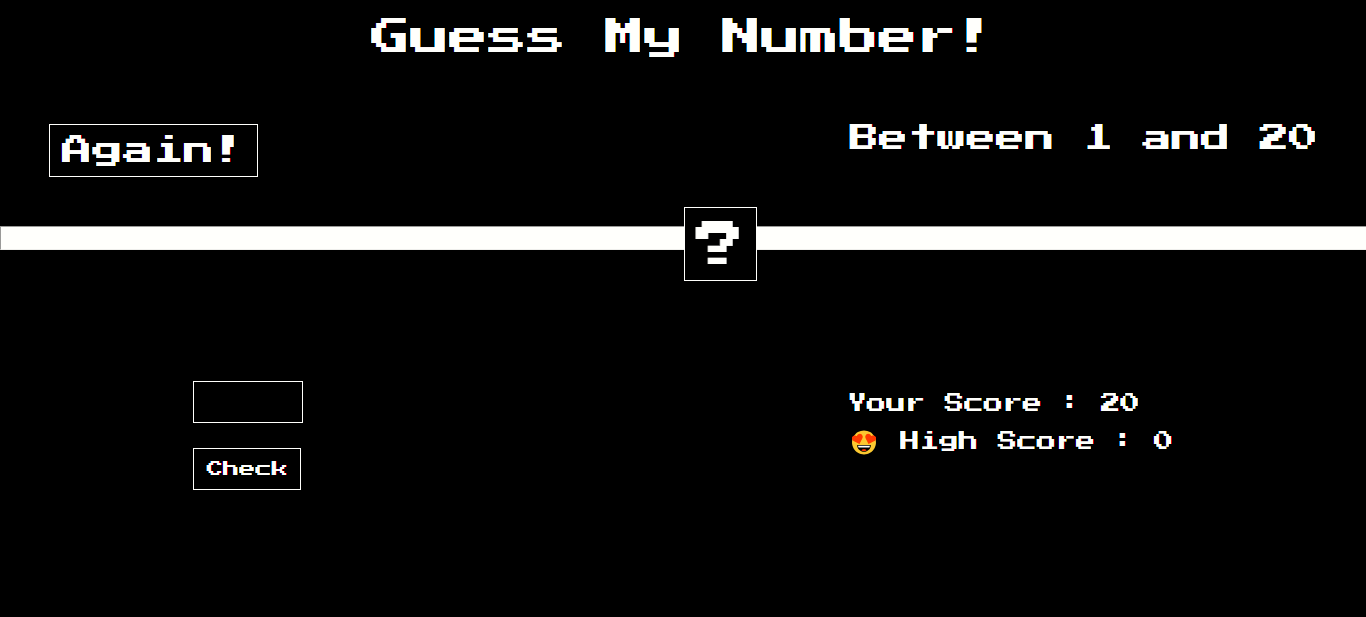 Guess My Number!
Again!
Between 1 and 20
?
Your Score : 20
😍 High Score : 0
Check